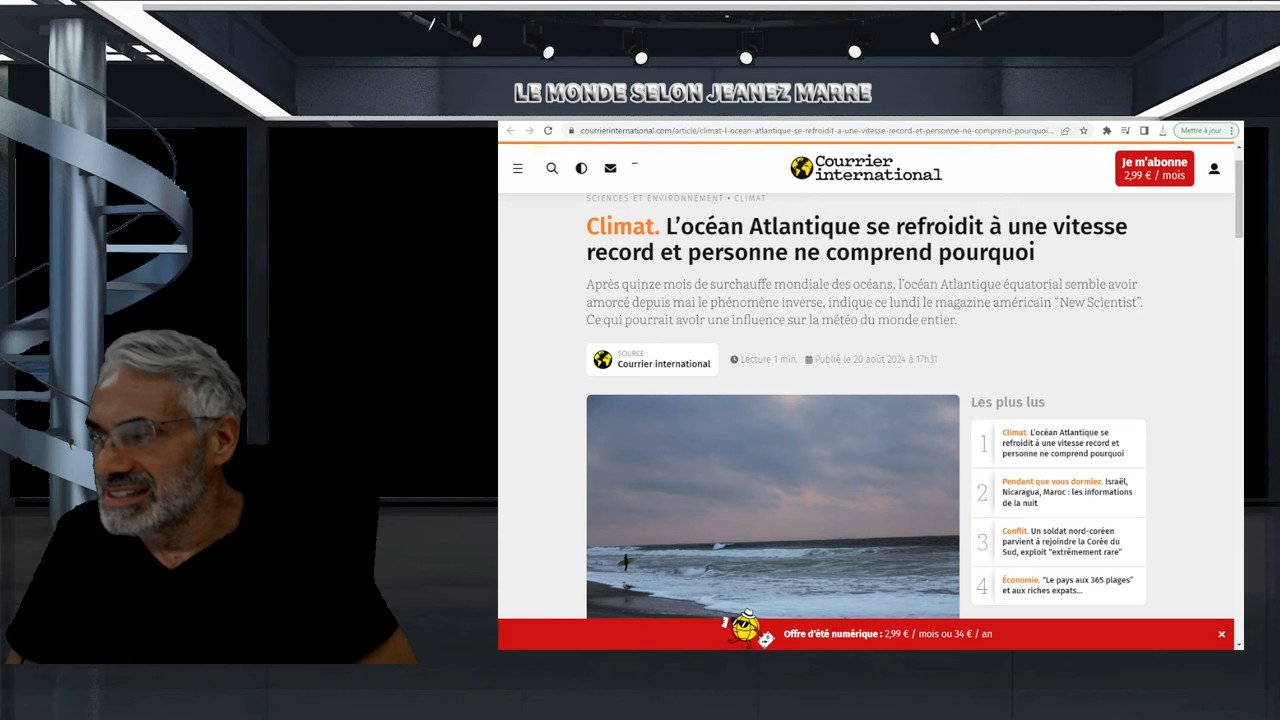 LE MONDE SELON JEANEZ MARRE
courrierinternational.com/article/climat-l-ocean-atlantique-se-refroidit-a-une-vitesse-record-et-personne-ne-comprend-pourquoi...
Mettre à jour
Courrier
international
Je m'abonne
2,99 € / mois
SCIENCES ET ENVIRONNEMENT • CLIMAT
Climat. L'océan Atlantique se refroidit à une vitesse
record et personne ne comprend pourquoi
Après quinze mois de surchauffe mondiale des océans, l'océan Atlantique équatorial semble avoir
amorcé depuis mai le phénomène inverse, indique ce lundi le magazine américain “New Scientist”.
Ce qui pourrait avoir une influence sur la météo du monde entier.
SOURCE :
Courrier international
Lecture 1 min.
Publié le 20 août 2024 à 17h31
Les plus lus
1
Climat. L'océan Atlantique se
refroidit à une vitesse record et
personne ne comprend pourquoi
2
Pendant que vous dormiez. Israël,
Nicaragua, Maroc : les informations
de la nuit
3
Conflit. Un soldat nord-coréen
parvient à rejoindre la Corée du
Sud, exploit “extrêmement rare”
4
Économie. “Le pays aux 365 plages”
et aux riches expats...
Offre d'été numérique : 2,99 € / mois ou 34 € / an